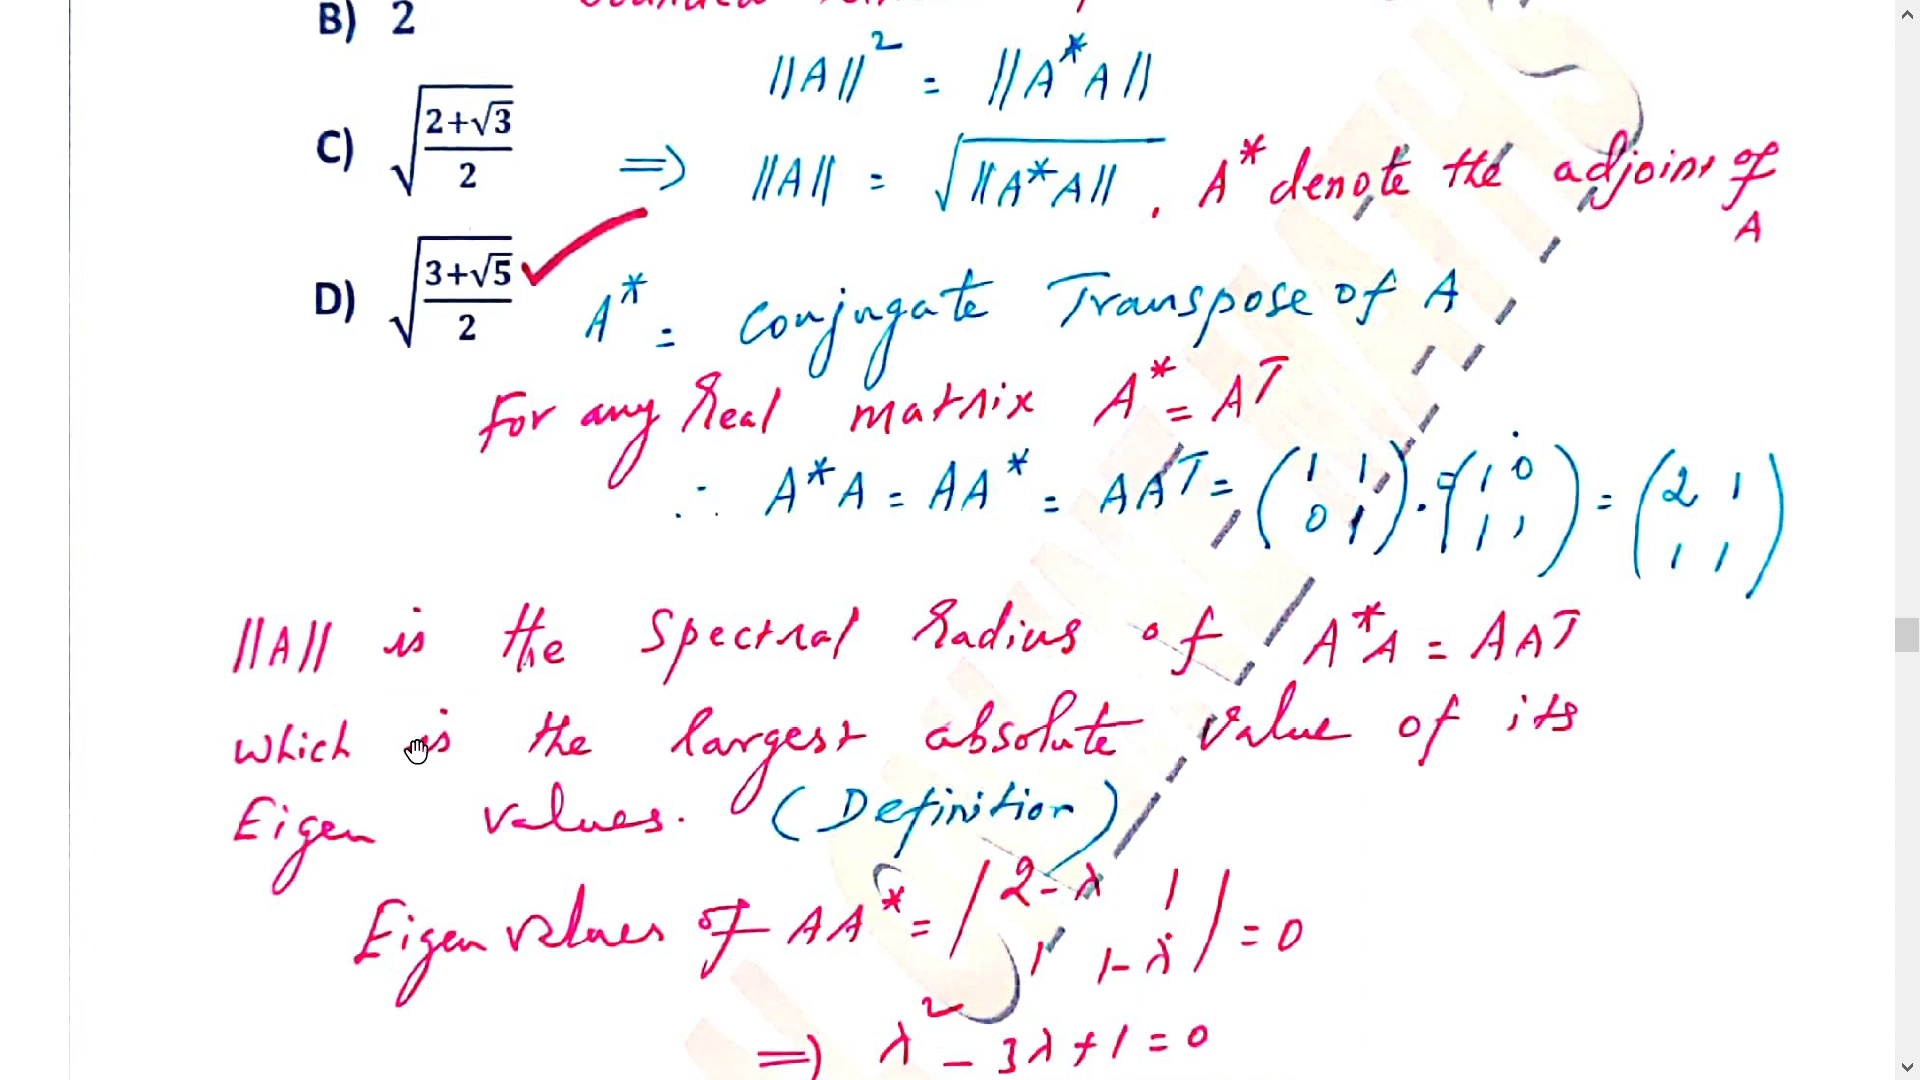 B) 2
‖A‖² = ‖A*A‖
C) √((2+√3)/2)
⇒ ‖A‖ = √‖A*A‖ . A* denote the adjoint of A
D) √((3+√5)/2) ✓
A* = Conjugate Transpose of A
For any Real matrix A* = Aᵀ
∴ A*A = AA* = AAᵀ = (1 1; 0 1) · (1 0; 1 1) = (2 1; 1 1)
‖A‖ is the Spectral Radius of A*A = AAᵀ
which is the largest absolute value of its
Eigen values. (Definition)
Eigen values of AA* = |2-λ 1; 1 1-λ| = 0
⇒ λ² - 3λ + 1 = 0